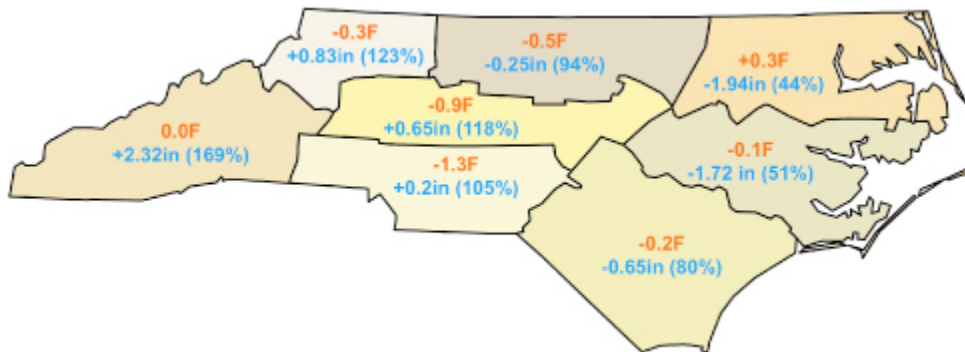 -0.3F
+0.83in (123%)
-0.5F
-0.25in (94%)
+0.3F
-1.94in (44%)
0.0F
+2.32in (169%)
-0.9F
+0.65in (118%)
-0.1F
-1.72 in (51%)
-1.3F
+0.2in (105%)
-0.2F
-0.65in (80%)